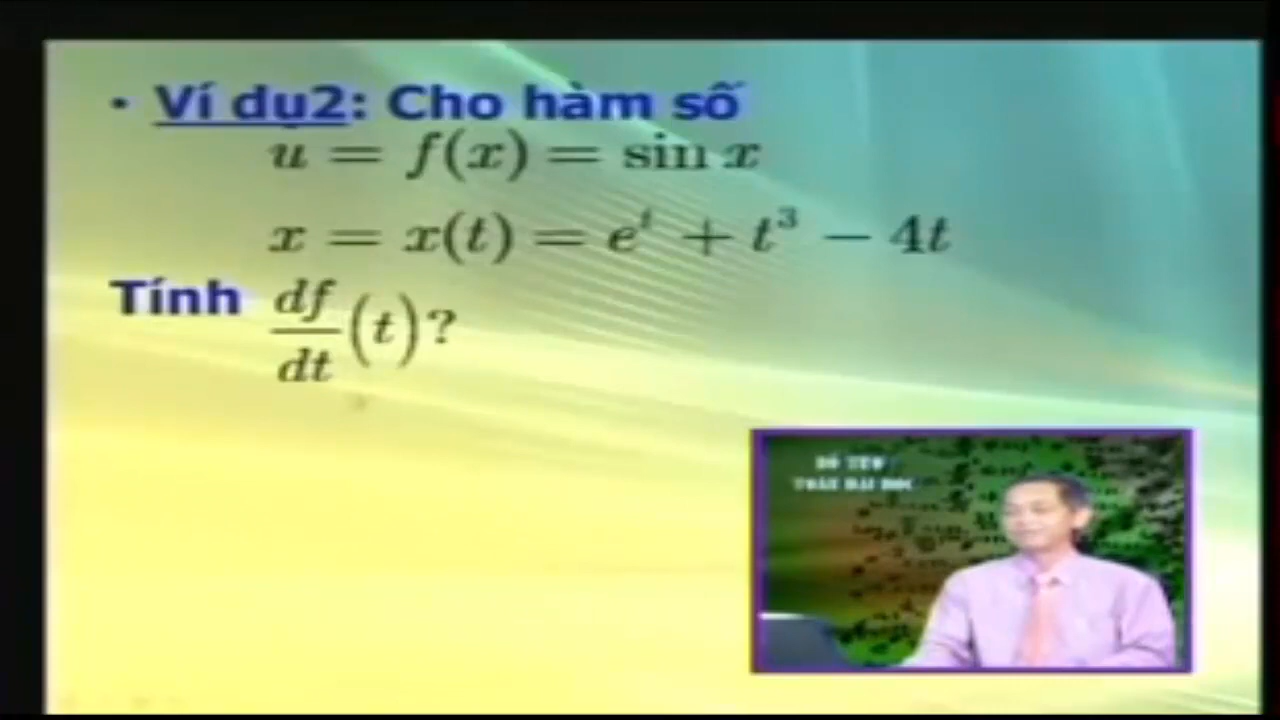 • Ví dụ2: Cho hàm số
u = f(x) = sin x
x = x(t) = e^t + t^3 − 4t
Tính df/dt (t)?